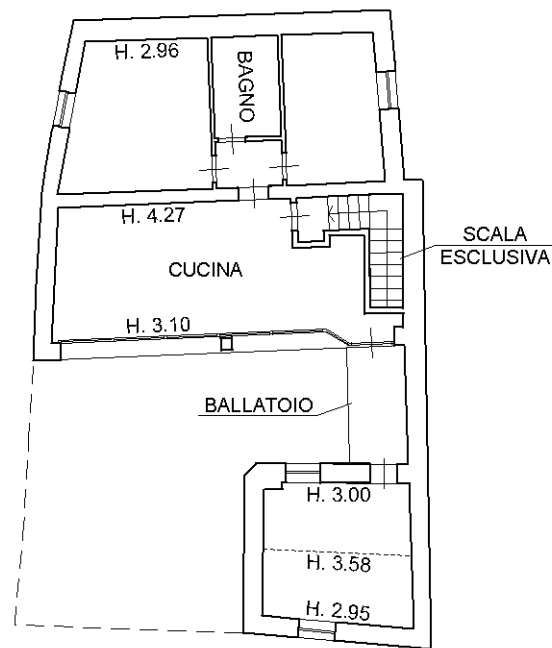 H. 2.96
BAGNO
H. 4.27
SCALA
ESCLUSIVA
CUCINA
H. 3.10
BALLATOIO
H. 3.00
H. 3.58
H. 2.95